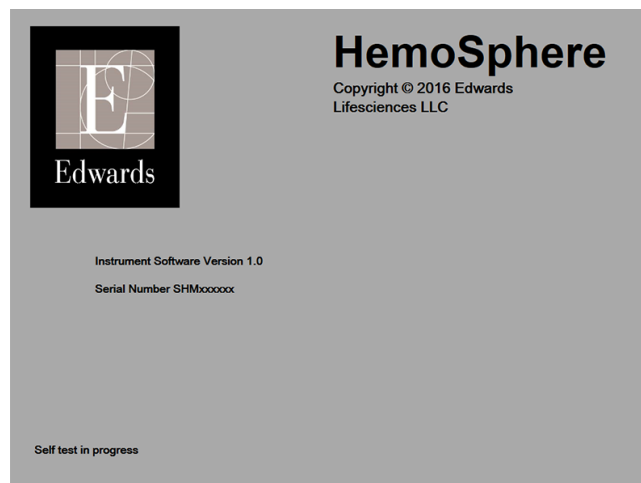 HemoSphere
Copyright © 2016 Edwards
Lifesciences LLC
E
Edwards
Instrument Software Version 1.0
Serial Number SHMxxxxxx
Self test in progress